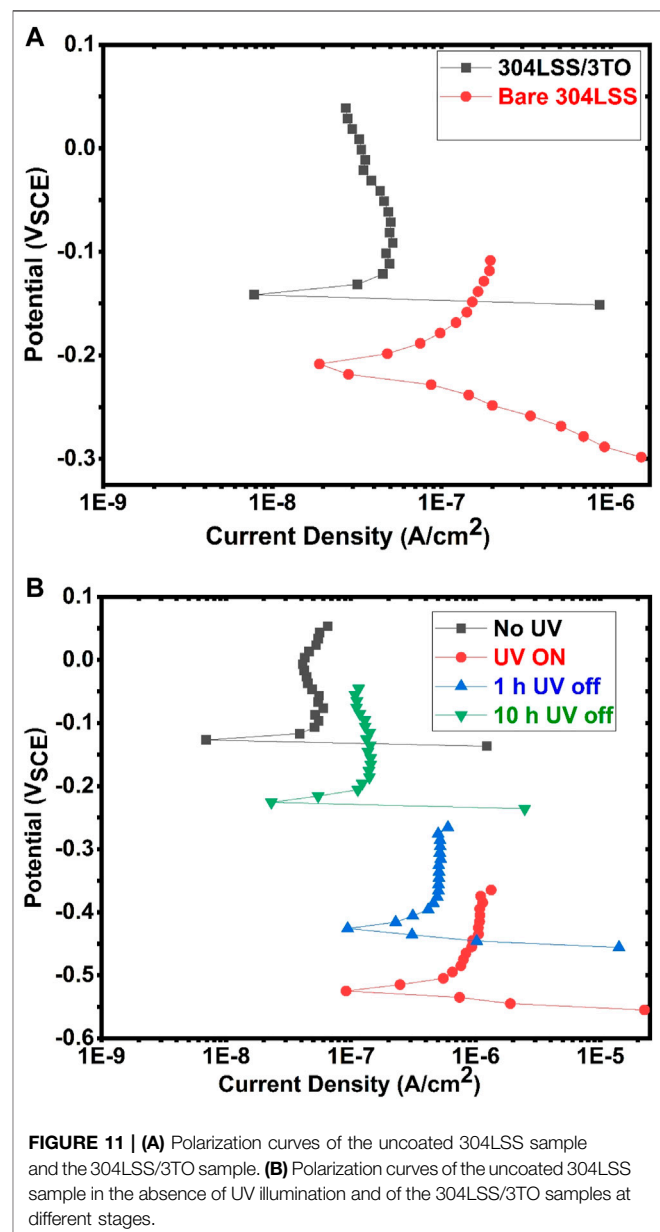 A
304LSS/3TO
Bare 304LSS
0.1
0.0
-0.1
-0.2
-0.3
Potential (VSCE)
1E-9 1E-8 1E-7 1E-6
Current Density (A/cm2)
B
No UV
UV ON
1 h UV off
10 h UV off
0.1
0.0
-0.1
-0.2
-0.3
-0.4
-0.5
-0.6
Potential (VSCE)
1E-9 1E-8 1E-7 1E-6 1E-5
Current Density (A/cm2)
FIGURE 11 | (A) Polarization curves of the uncoated 304LSS sample
and the 304LSS/3TO sample. (B) Polarization curves of the uncoated 304LSS
sample in the absence of UV illumination and of the 304LSS/3TO samples at
different stages.